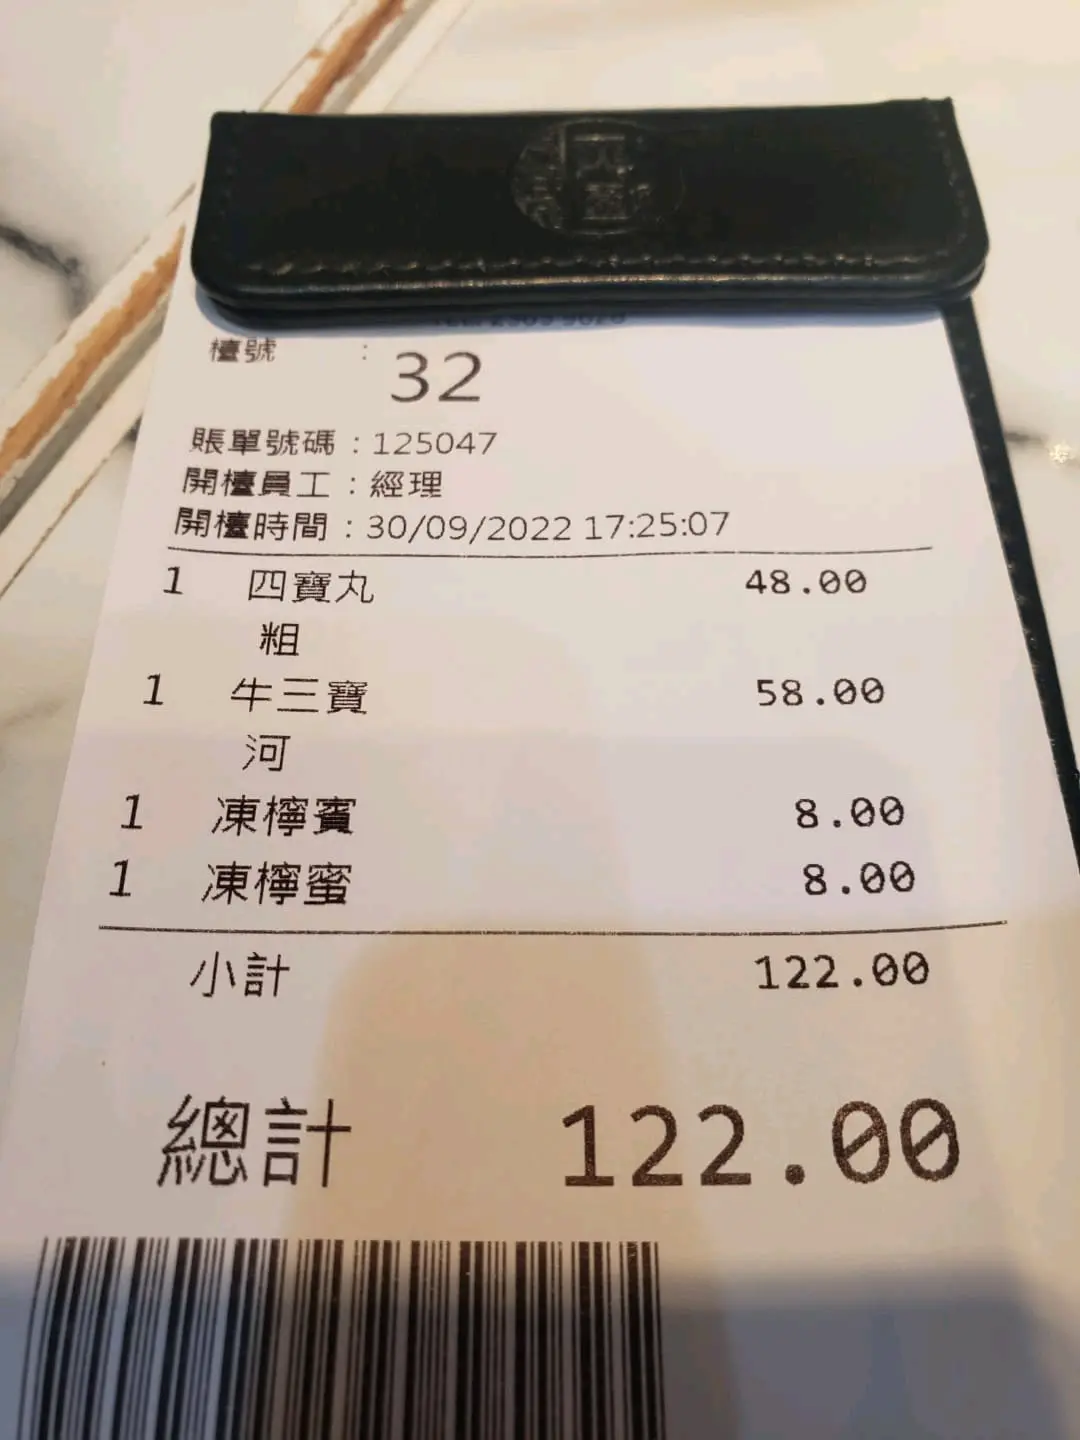 檯號 : 32
賬單號碼 : 125047
開檯員工 : 經理
開檯時間 : 30/09/2022 17:25:07
1 四寶丸 48.00
粗
1 牛三寶 58.00
河
1 凍檸賓 8.00
1 凍檸蜜 8.00
小計 122.00
總計 122.00